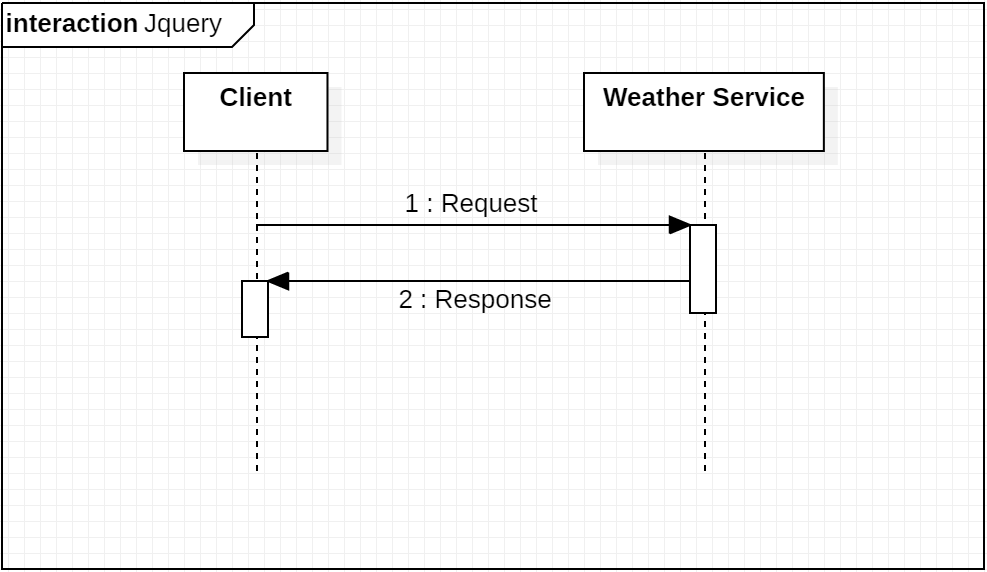 interaction Jquery
Client
Weather Service
1 : Request
2 : Response